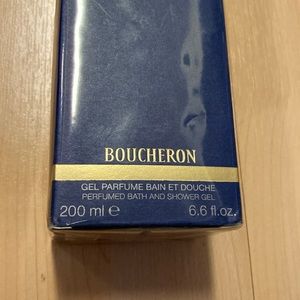 BOUCHERON
GEL PARFUME BAIN ET DOUCHE
PERFUMED BATH AND SHOWER GEL
200 ml ℮ 6.6 fl.oz.